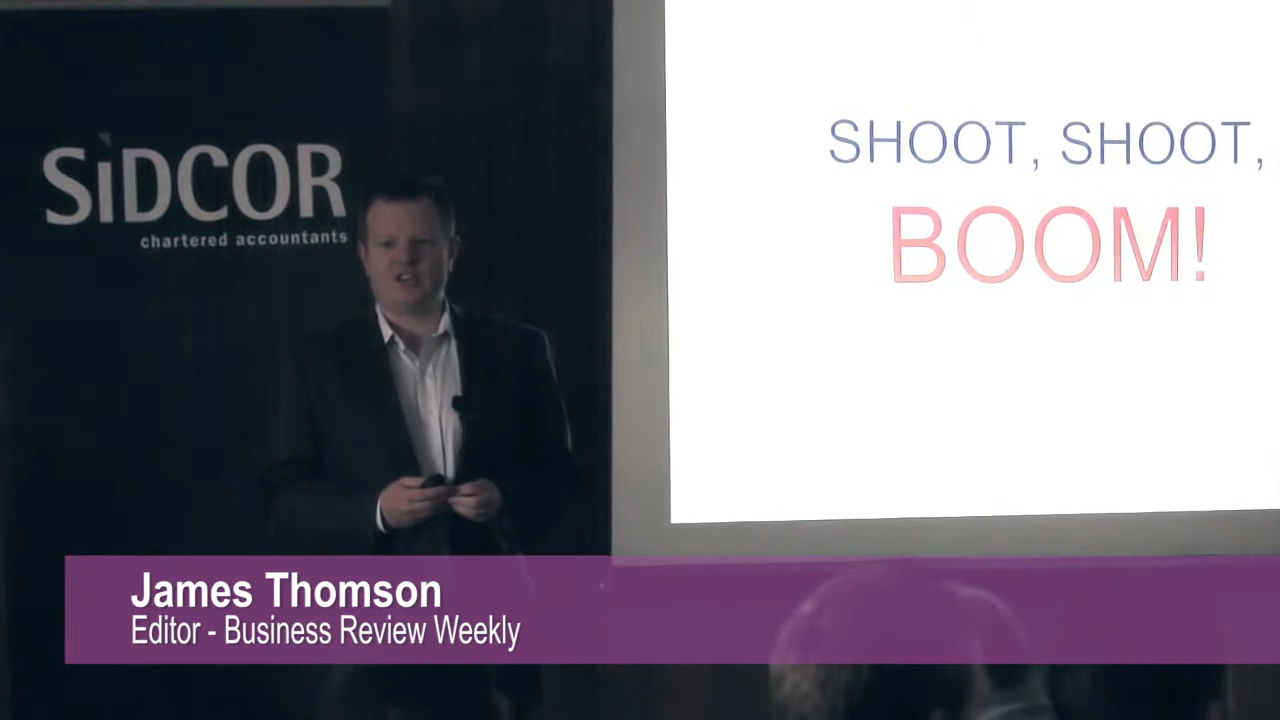 SiDCOR
chartered accountants
SHOOT, SHOOT,
BOOM!
James Thomson
Editor - Business Review Weekly